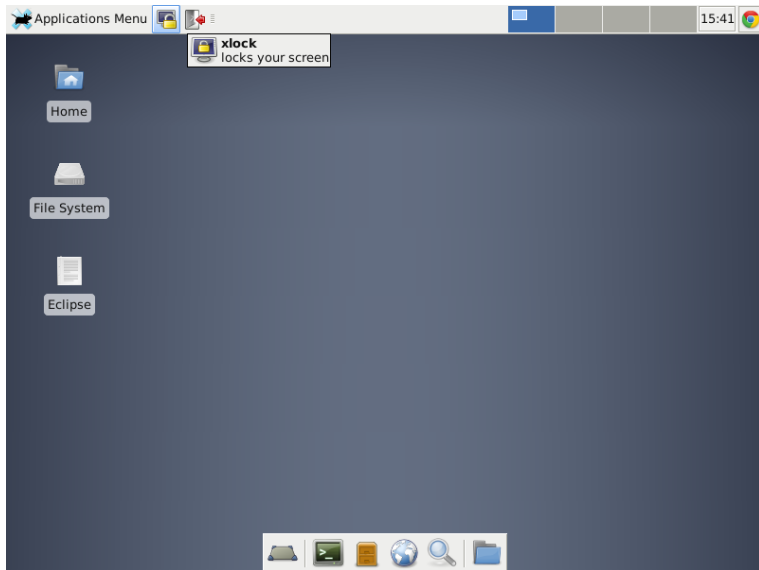 Applications Menu
15:41
xlock
locks your screen
Home
File System
Eclipse
>_